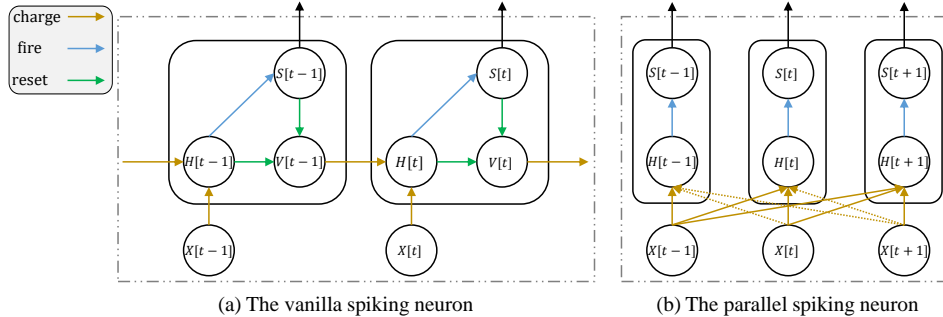 charge
fire
reset
S[t−1]
S[t]
H[t−1]
V[t−1]
H[t]
V[t]
X[t−1]
X[t]
(a) The vanilla spiking neuron
S[t−1]
S[t]
S[t+1]
H[t−1]
H[t]
H[t+1]
X[t−1]
X[t]
X[t+1]
(b) The parallel spiking neuron